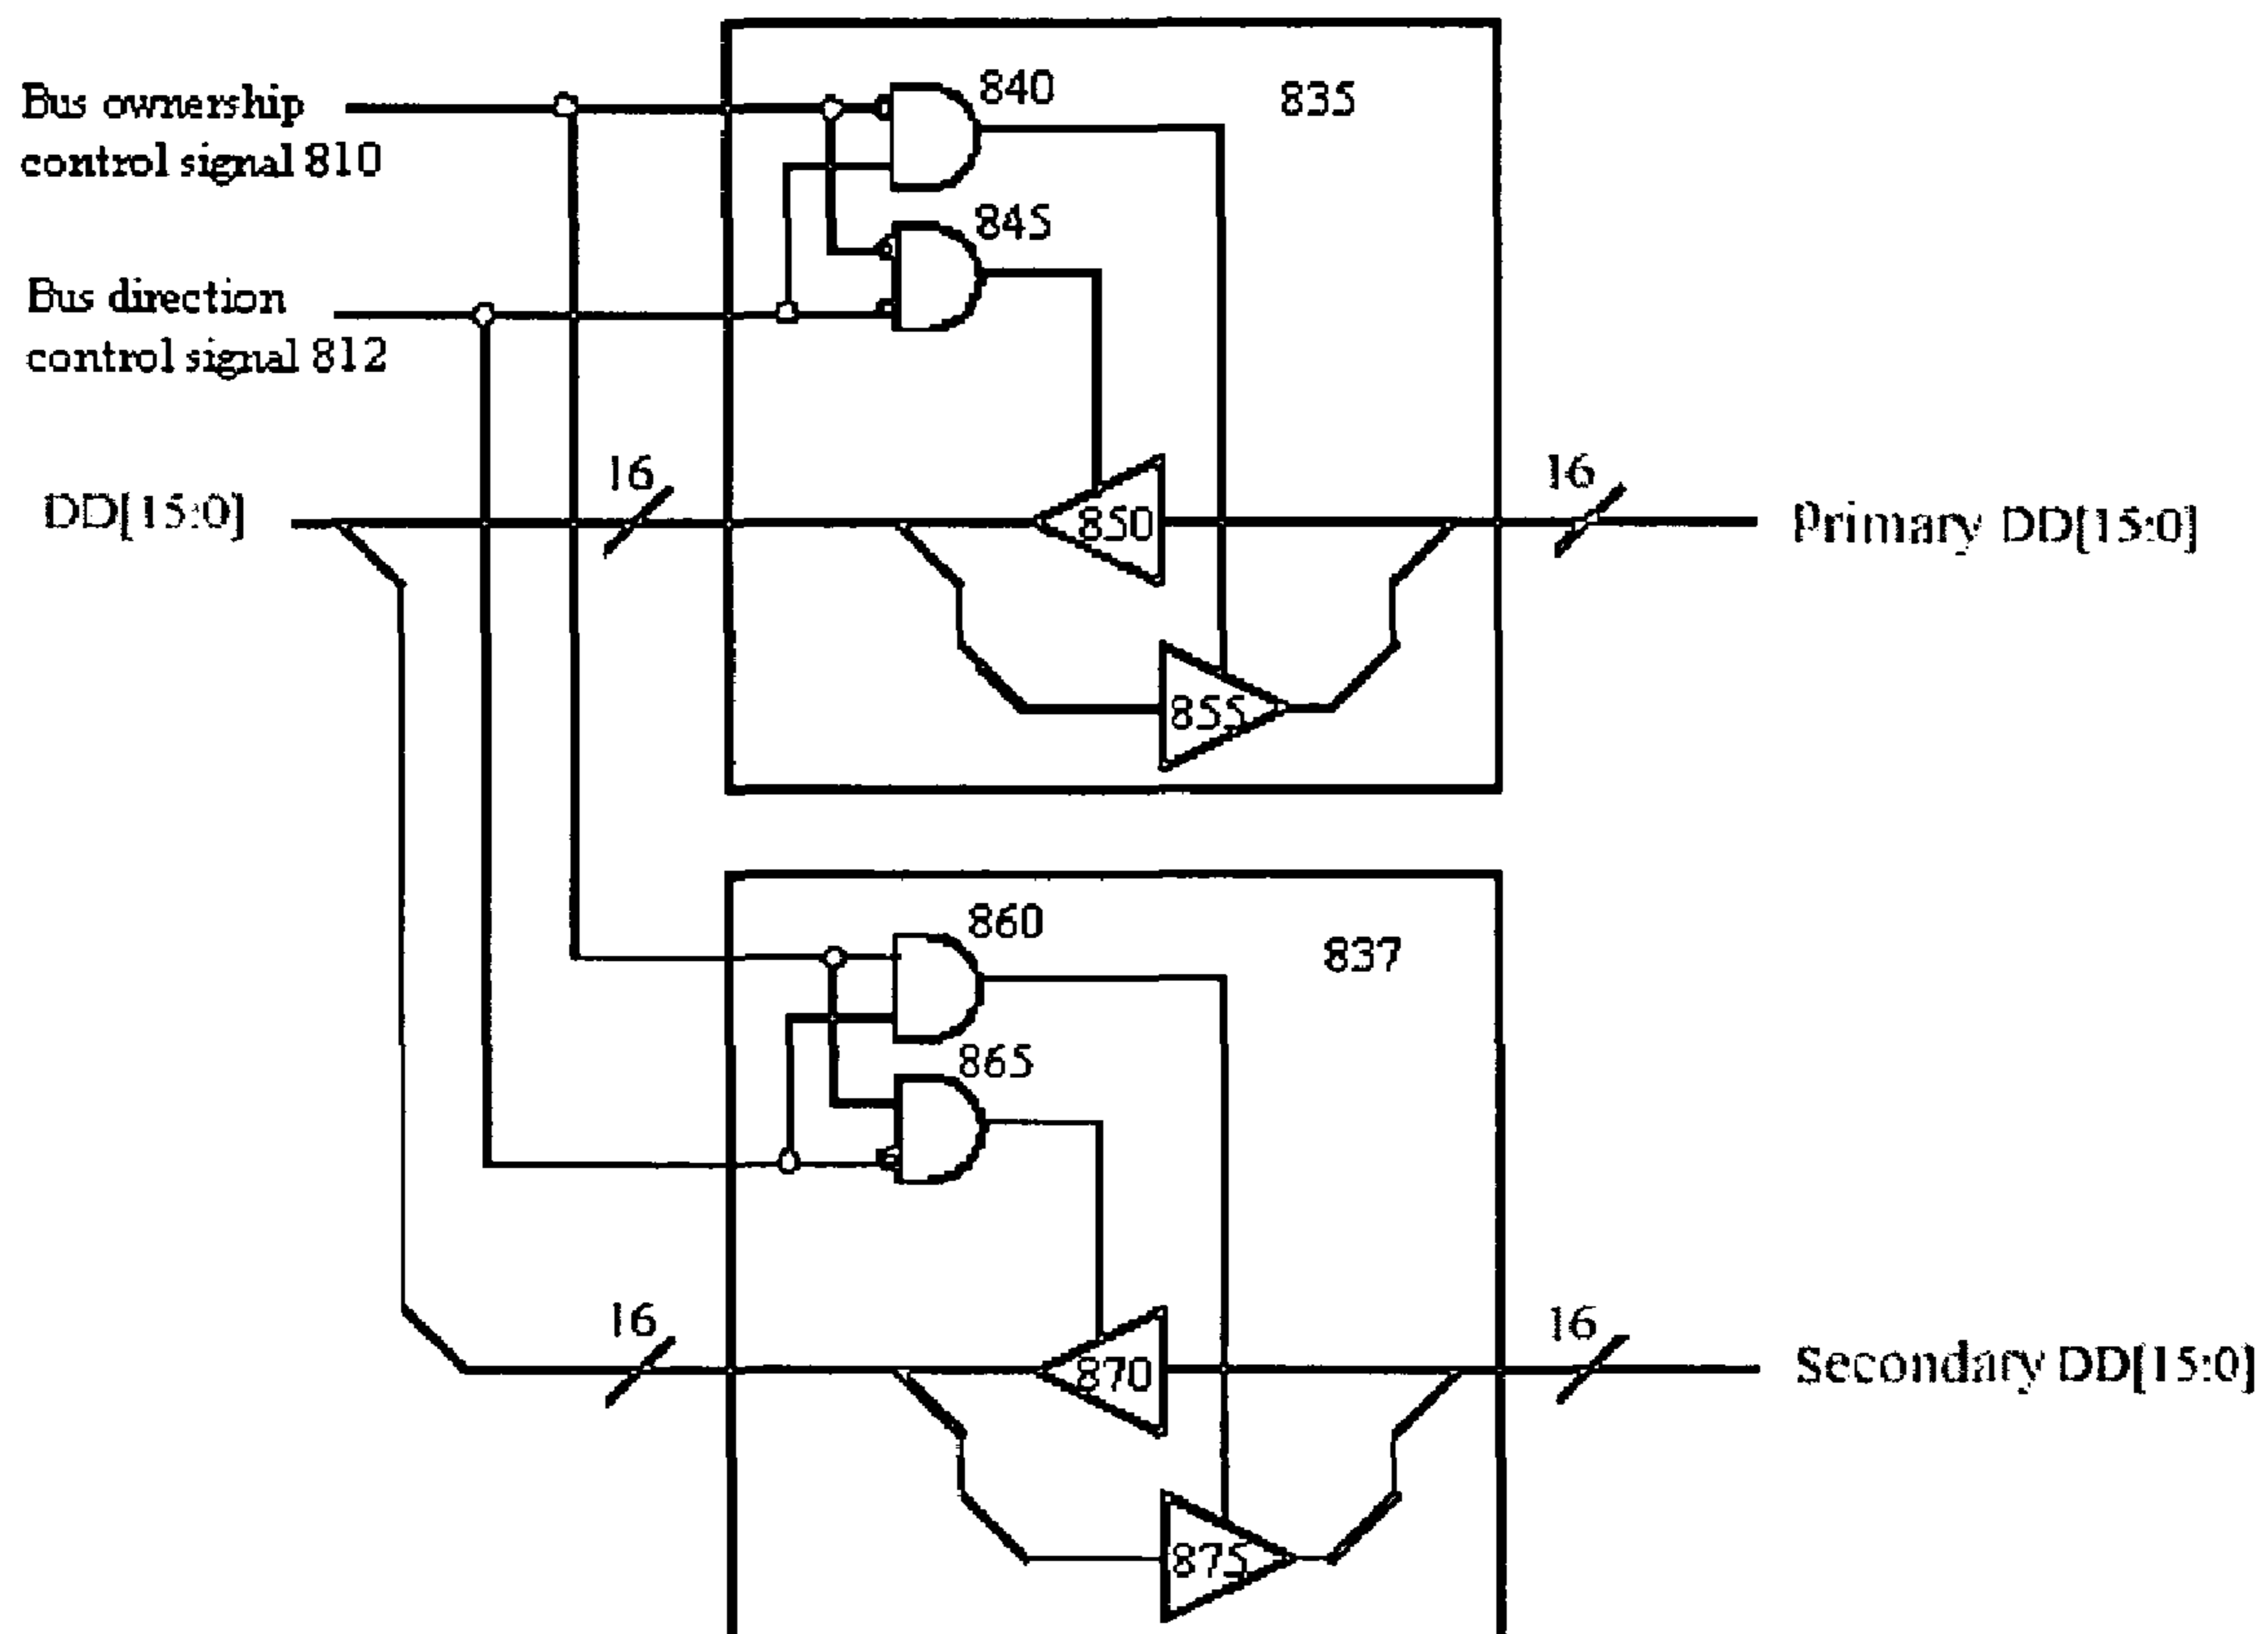 840
835
Bus ownership
control signal 810
845
Bus direction
control signal 812
16
16
DD[15:0]
850
Primary DD[15:0]
855
860
837
865
16
16
870
Secondary DD[15:0]
875